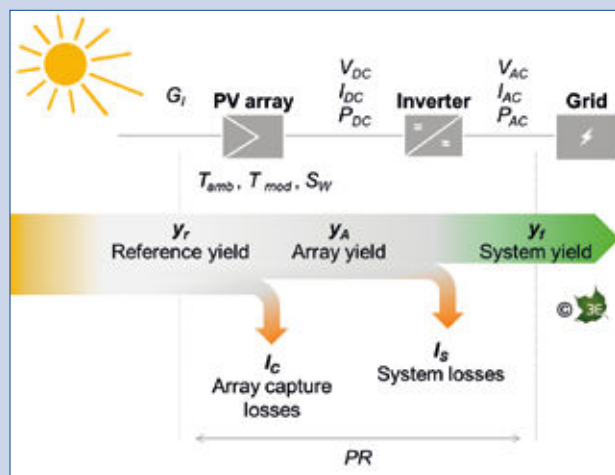 V_DC
V_AC
G_I
PV array
I_DC
Inverter
I_AC
Grid
P_DC
P_AC
=
≈
T_amb, T_mod, S_W
y_r
y_A
y_f
Reference yield
Array yield
System yield
© 3E
l_C
l_S
Array capture
losses
System losses
PR